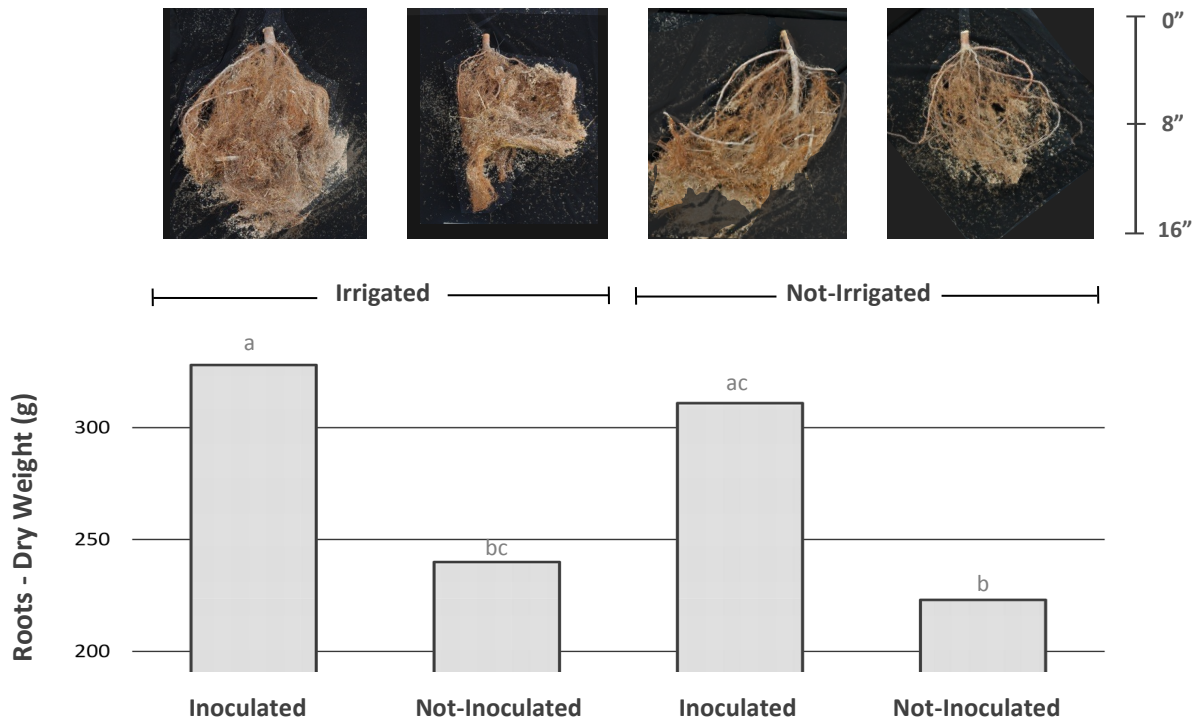 0”
8”
16”
Irrigated
Not-Irrigated
Roots - Dry Weight (g)
300
250
200
a
bc
ac
b
Inoculated
Not-Inoculated
Inoculated
Not-Inoculated